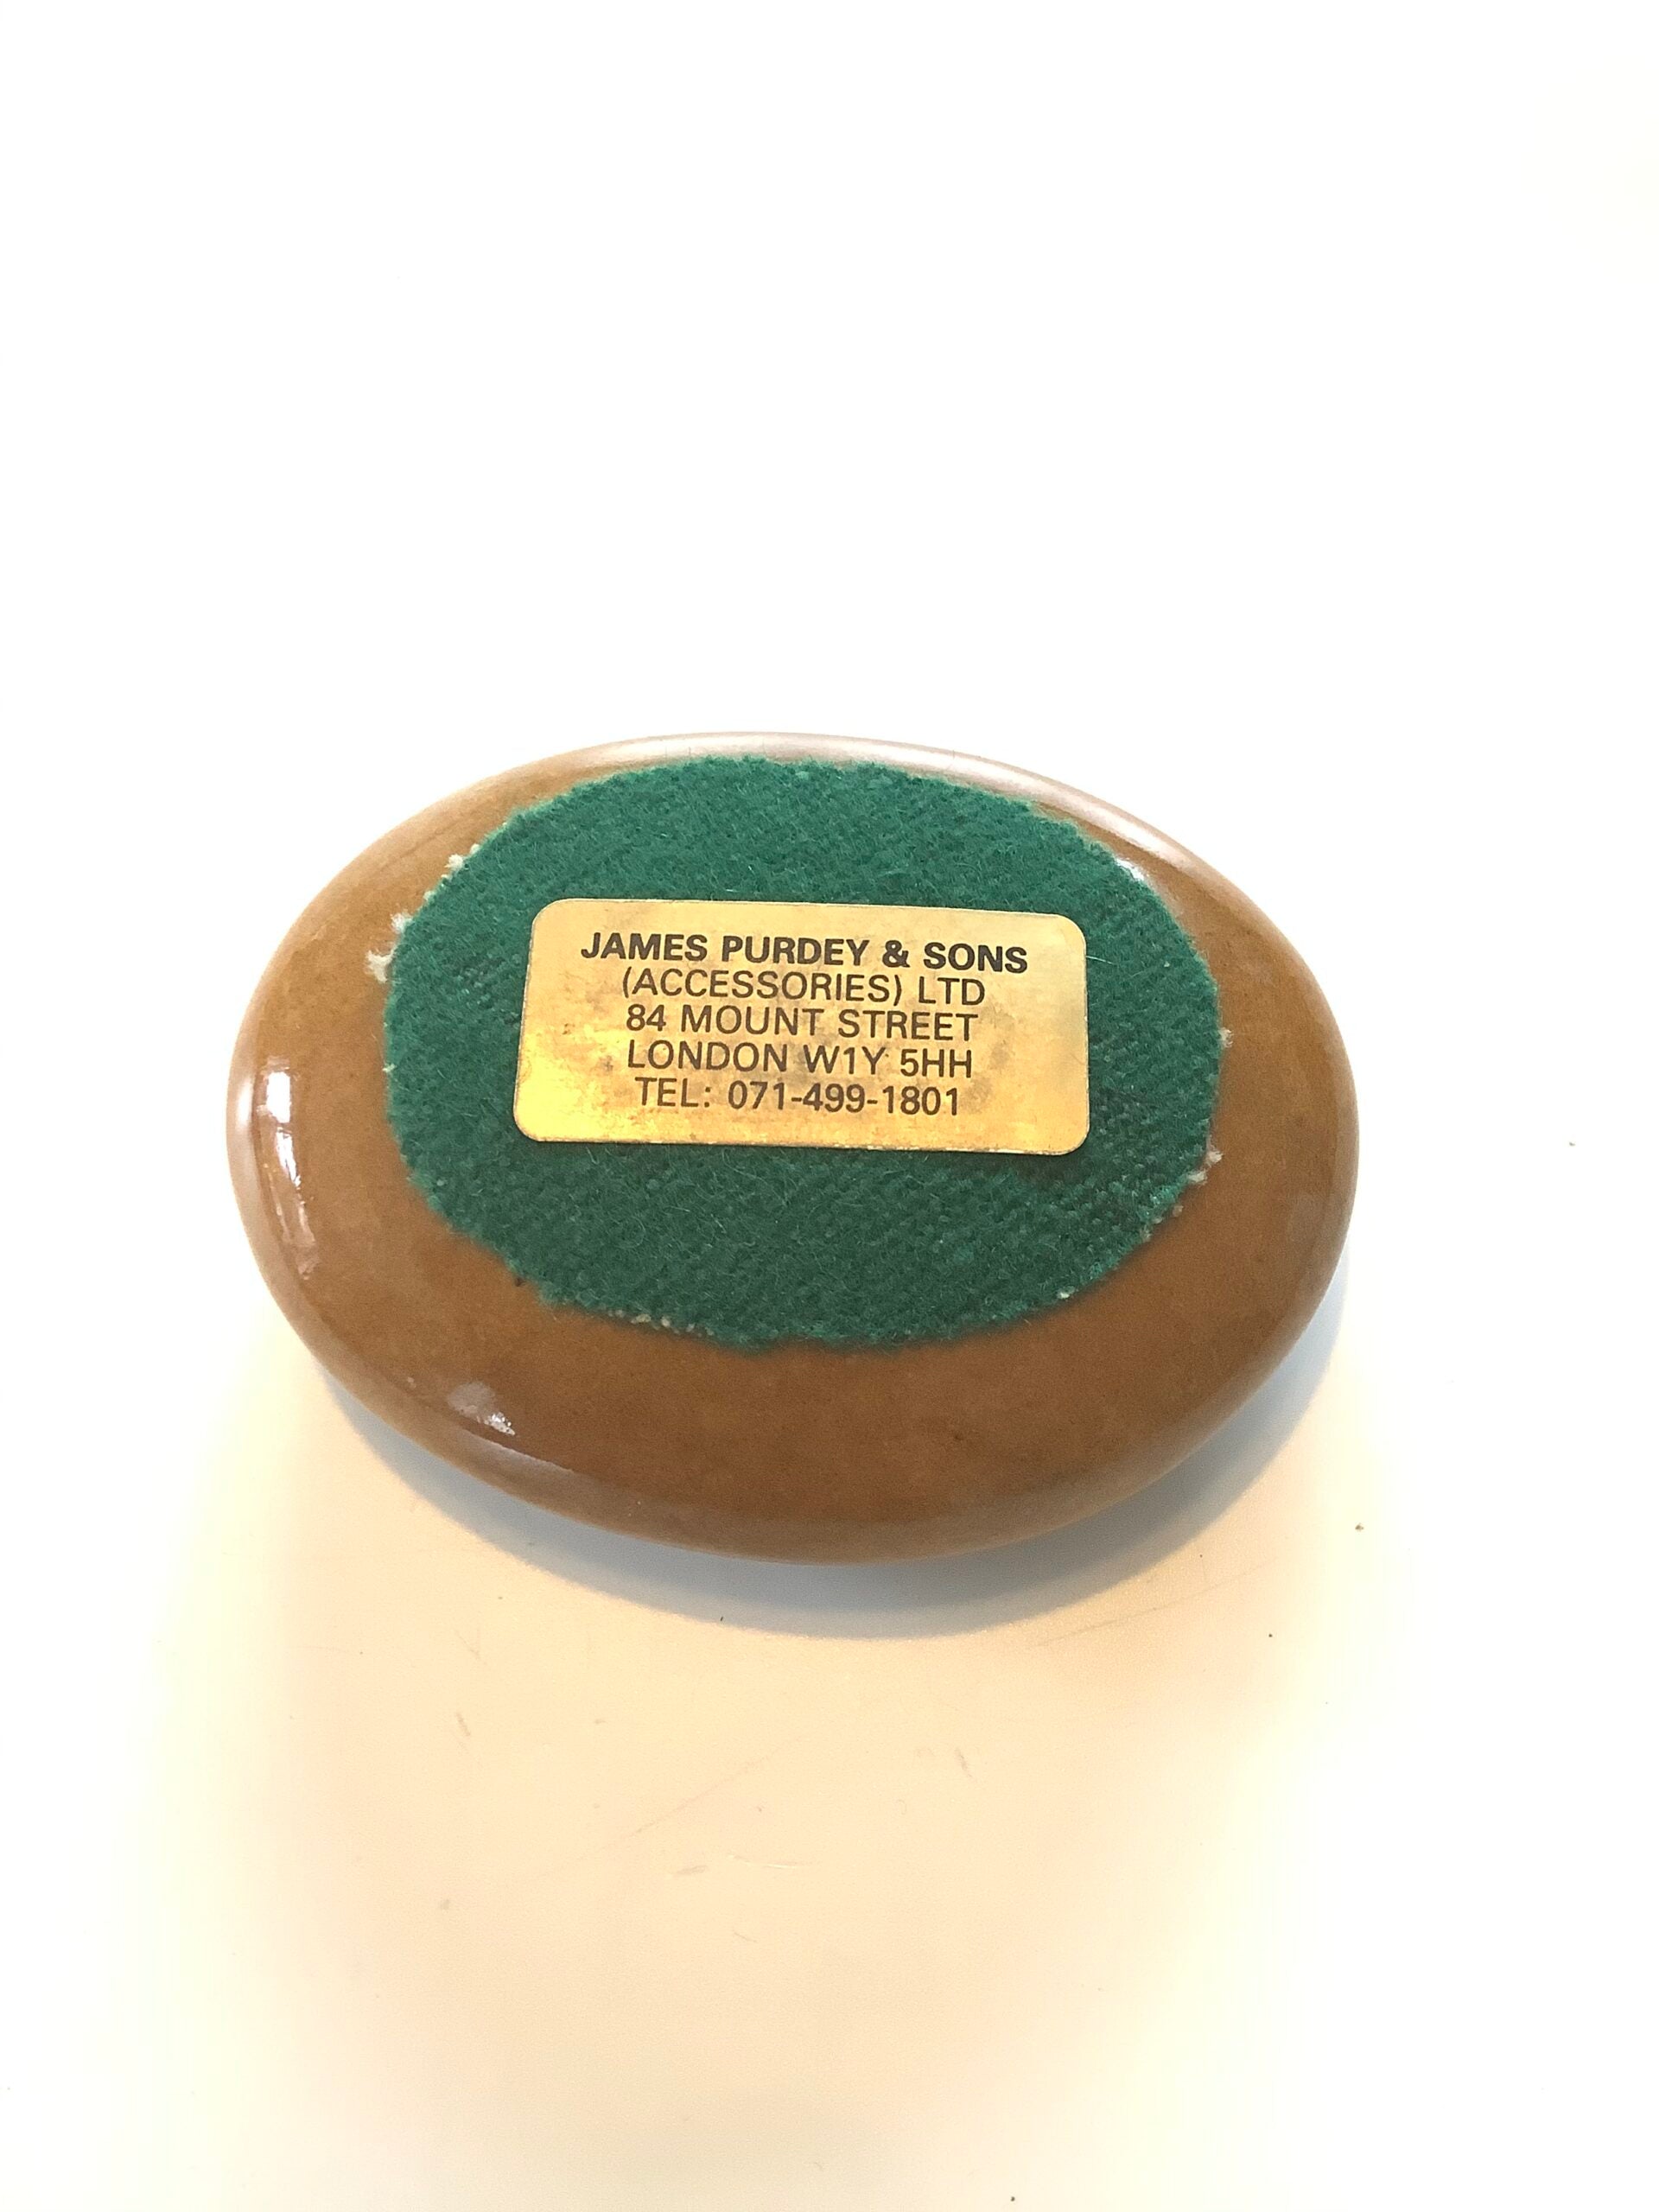 JAMES PURDEY & SONS
(ACCESSORIES) LTD
84 MOUNT STREET
LONDON W1Y 5HH
TEL: 071-499-1801